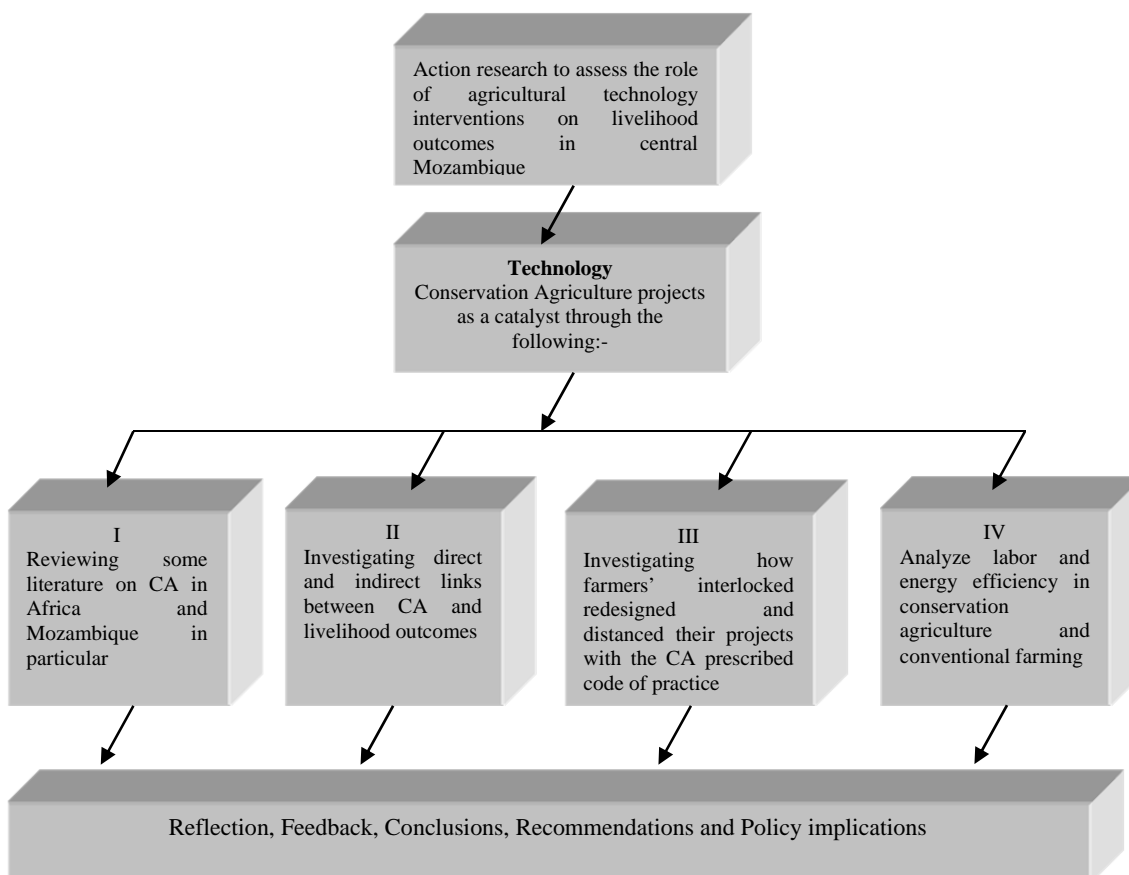 Action research to assess the role
of agricultural technology
interventions on livelihood
outcomes in central
Mozambique
Technology
Conservation Agriculture projects
as a catalyst through the
following:-
I
Reviewing some
literature on CA in
Africa and
Mozambique in
particular
II
Investigating direct
and indirect links
between CA and
livelihood outcomes
III
Investigating how
farmers’ interlocked
redesigned and
distanced their projects
with the CA prescribed
code of practice
IV
Analyze labor and
energy efficiency in
conservation
agriculture and
conventional farming
Reflection, Feedback, Conclusions, Recommendations and Policy implications